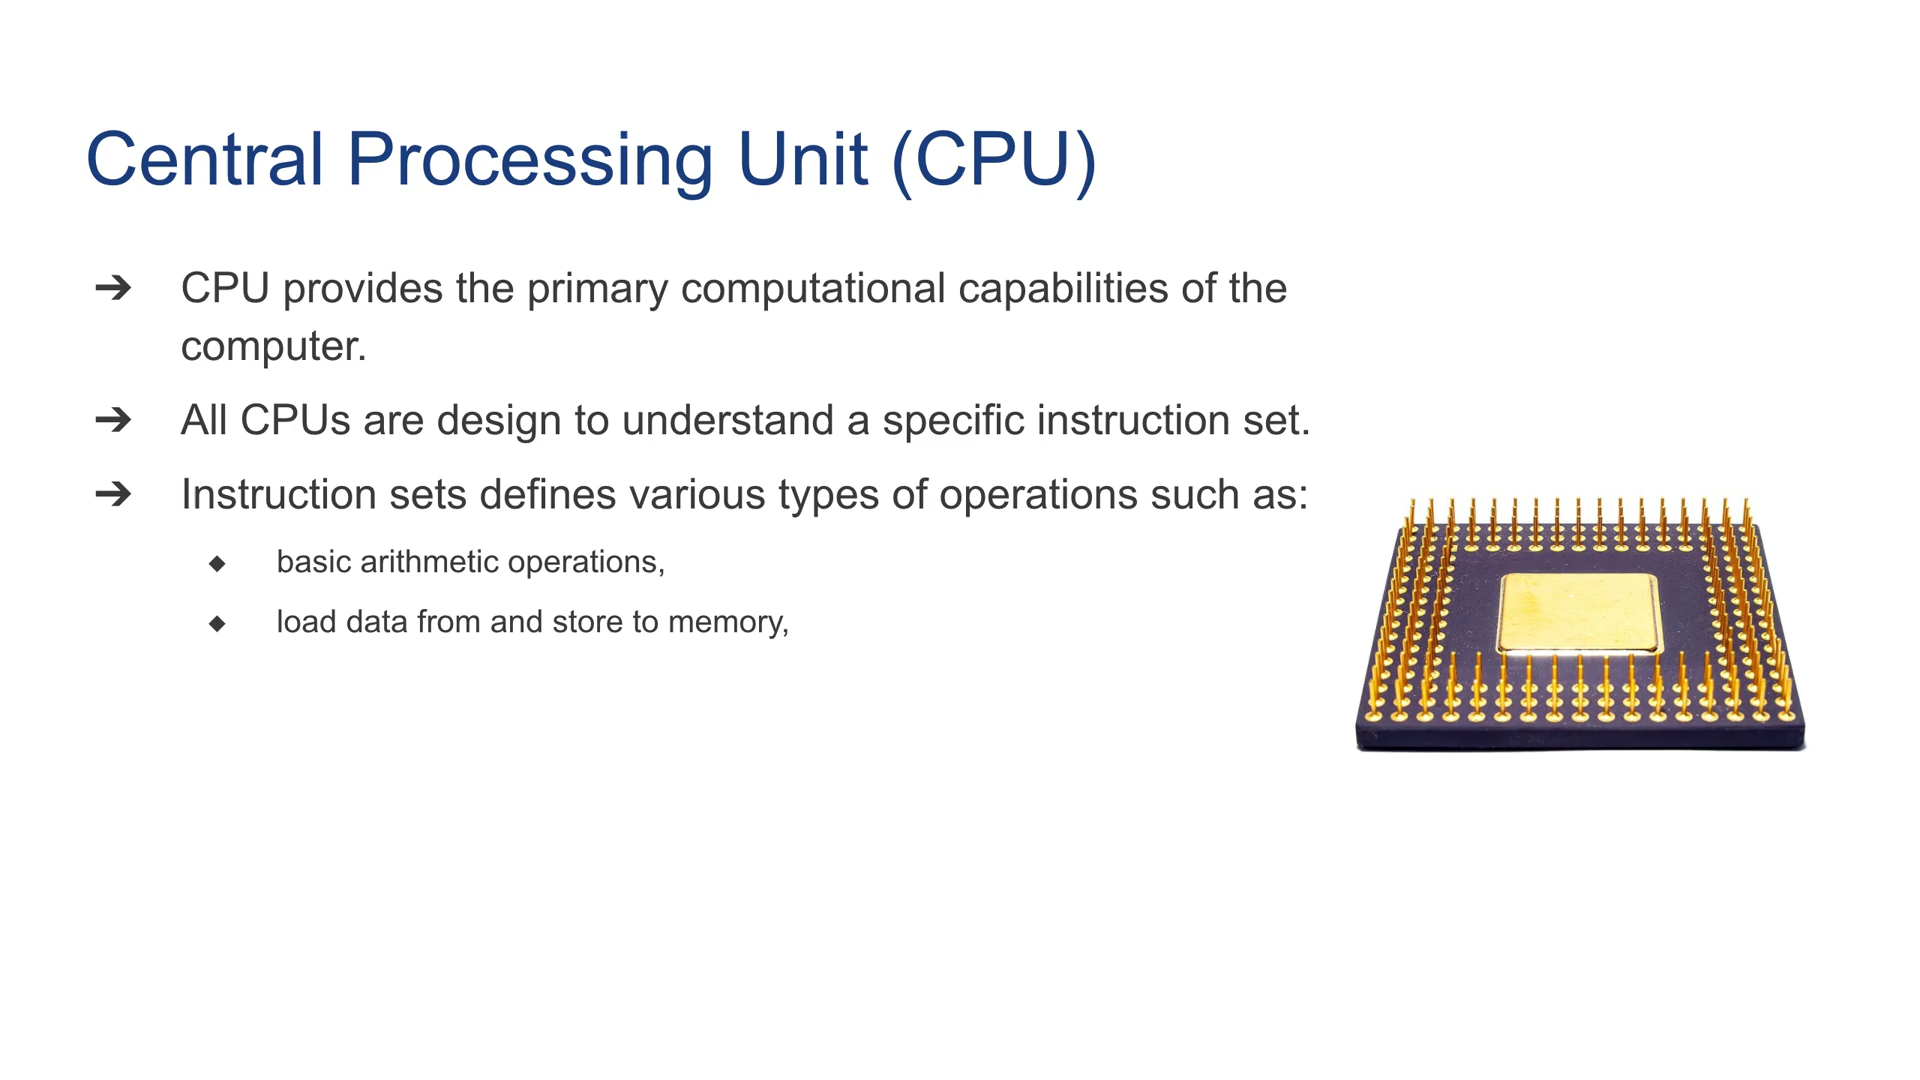 Central Processing Unit (CPU)
➔ CPU provides the primary computational capabilities of the
computer.
➔ All CPUs are design to understand a specific instruction set.
➔ Instruction sets defines various types of operations such as:
◆ basic arithmetic operations,
◆ load data from and store to memory,